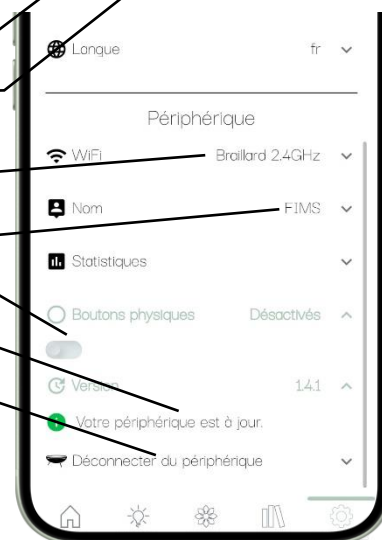 Langue fr
Périphérique
WiFi Braillard 2.4GHz
Nom FIMS
Statistiques
Boutons physiques Désactivés
Version 1.4.1
Votre périphérique est à jour.
Déconnecter du périphérique